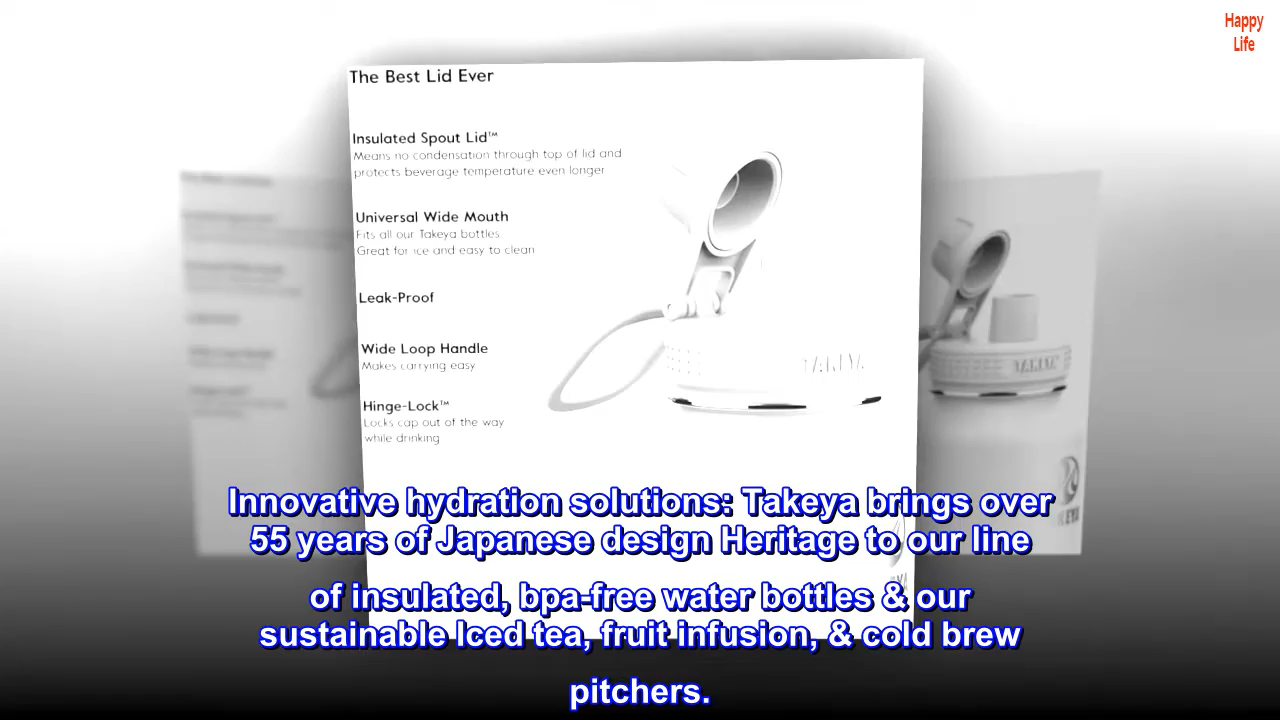 Happy
Life
The Best Lid Ever
Insulated Spout Lid™
Means no condensation through top of lid and
protects beverage temperature even longer
Universal Wide Mouth
Fits all our Takeya bottles
Great for ice and easy to clean
Leak-Proof
Wide Loop Handle
Makes carrying easy
Hinge-Lock™
Locks cap out of the way
while drinking
TAKEYA
TAKEYA
Innovative hydration solutions: Takeya brings over
55 years of Japanese design Heritage to our line
of insulated, bpa-free water bottles & our
sustainable Iced tea, fruit infusion, & cold brew
pitchers.